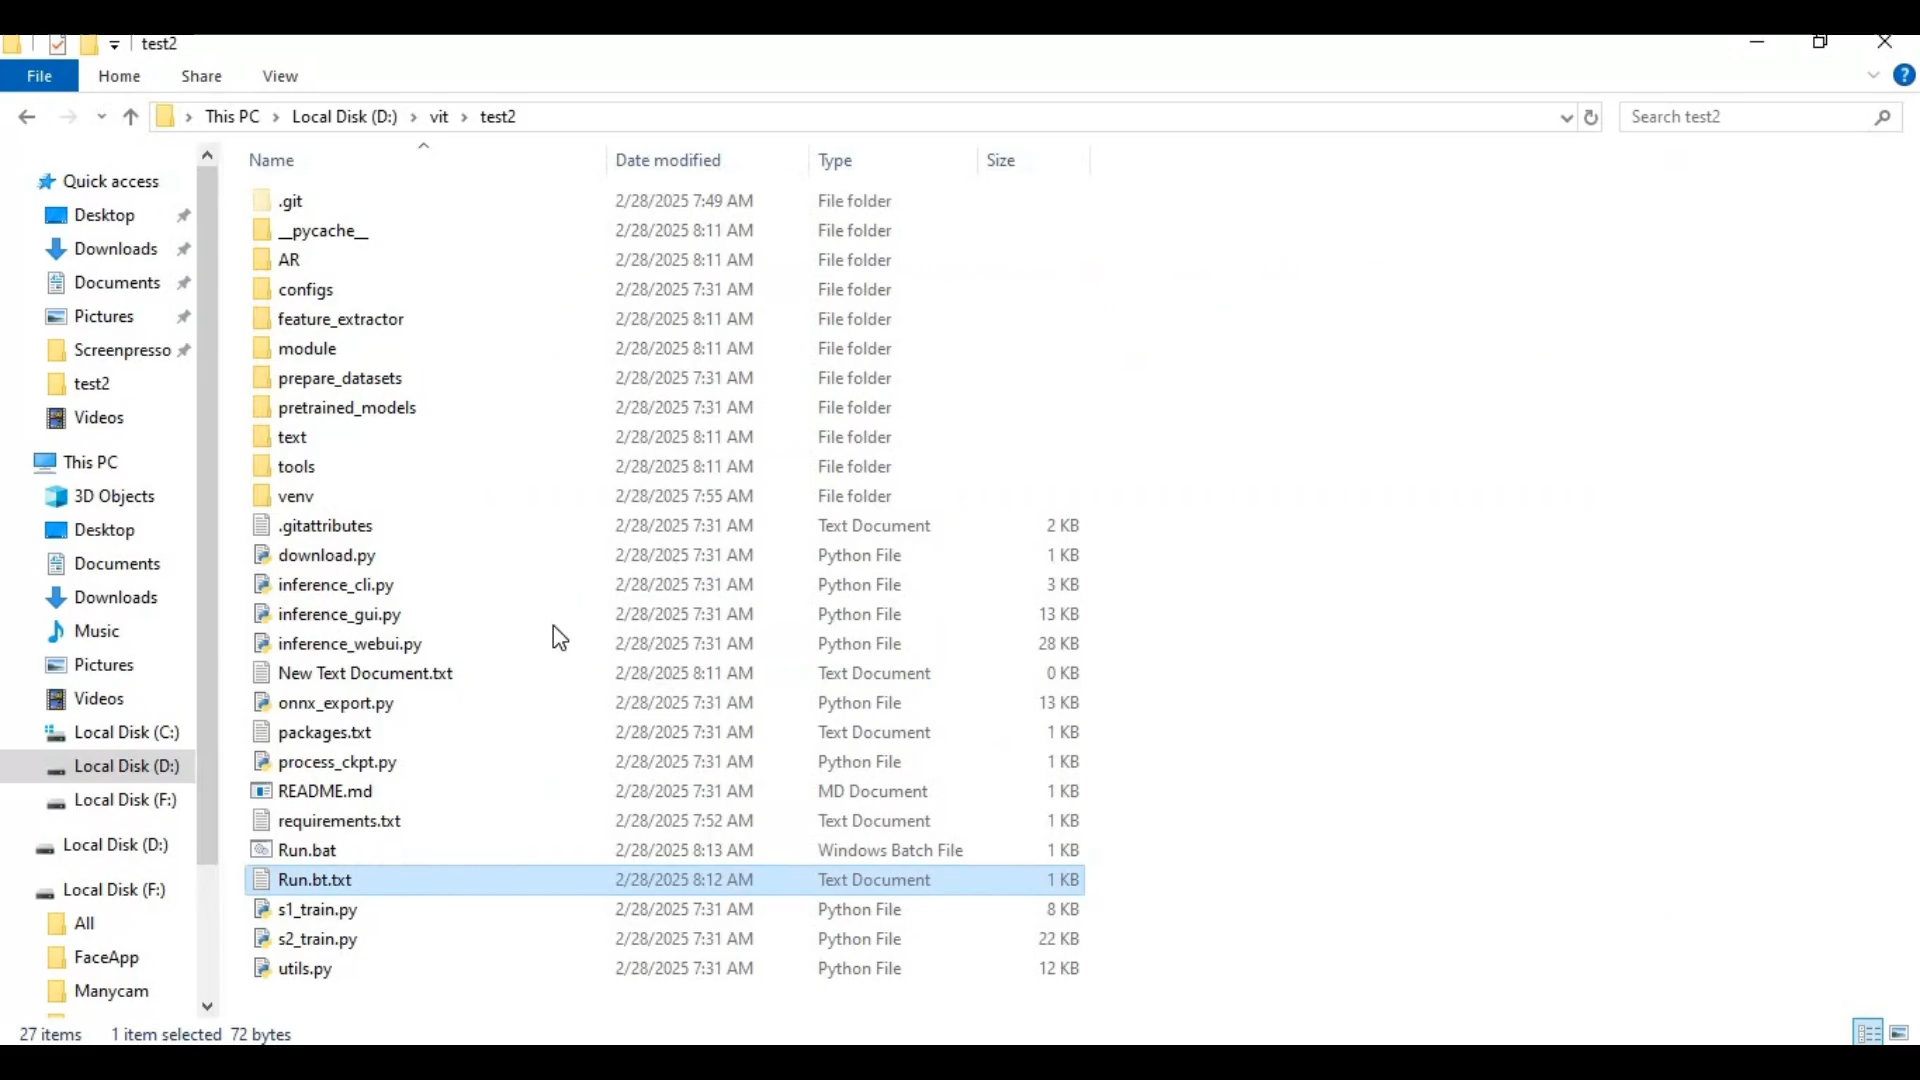 test2
File Home Share View
This PC Local Disk (D:) vit test2 Search test2
Name Date modified Type Size
Quick access
Desktop
Downloads
Documents
Pictures
Screenpresso
test2
Videos
This PC
3D Objects
Desktop
Documents
Downloads
Music
Pictures
Videos
Local Disk (C:)
Local Disk (D:)
Local Disk (F:)
Local Disk (D:)
Local Disk (F:)
All
FaceApp
Manycam
.git 2/28/2025 7:49 AM File folder
__pycache__ 2/28/2025 8:11 AM File folder
AR 2/28/2025 8:11 AM File folder
configs 2/28/2025 7:31 AM File folder
feature_extractor 2/28/2025 8:11 AM File folder
module 2/28/2025 8:11 AM File folder
prepare_datasets 2/28/2025 7:31 AM File folder
pretrained_models 2/28/2025 7:31 AM File folder
text 2/28/2025 8:11 AM File folder
tools 2/28/2025 8:11 AM File folder
venv 2/28/2025 7:55 AM File folder
.gitattributes 2/28/2025 7:31 AM Text Document 2 KB
download.py 2/28/2025 7:31 AM Python File 1 KB
inference_cli.py 2/28/2025 7:31 AM Python File 3 KB
inference_gui.py 2/28/2025 7:31 AM Python File 13 KB
inference_webui.py 2/28/2025 7:31 AM Python File 28 KB
New Text Document.txt 2/28/2025 8:11 AM Text Document 0 KB
onnx_export.py 2/28/2025 7:31 AM Python File 13 KB
packages.txt 2/28/2025 7:31 AM Text Document 1 KB
process_ckpt.py 2/28/2025 7:31 AM Python File 1 KB
README.md 2/28/2025 7:31 AM MD Document 1 KB
requirements.txt 2/28/2025 7:52 AM Text Document 1 KB
Run.bat 2/28/2025 8:13 AM Windows Batch File 1 KB
Run.bt.txt 2/28/2025 8:12 AM Text Document 1 KB
s1_train.py 2/28/2025 7:31 AM Python File 8 KB
s2_train.py 2/28/2025 7:31 AM Python File 22 KB
utils.py 2/28/2025 7:31 AM Python File 12 KB
27 items 1 item selected 72 bytes